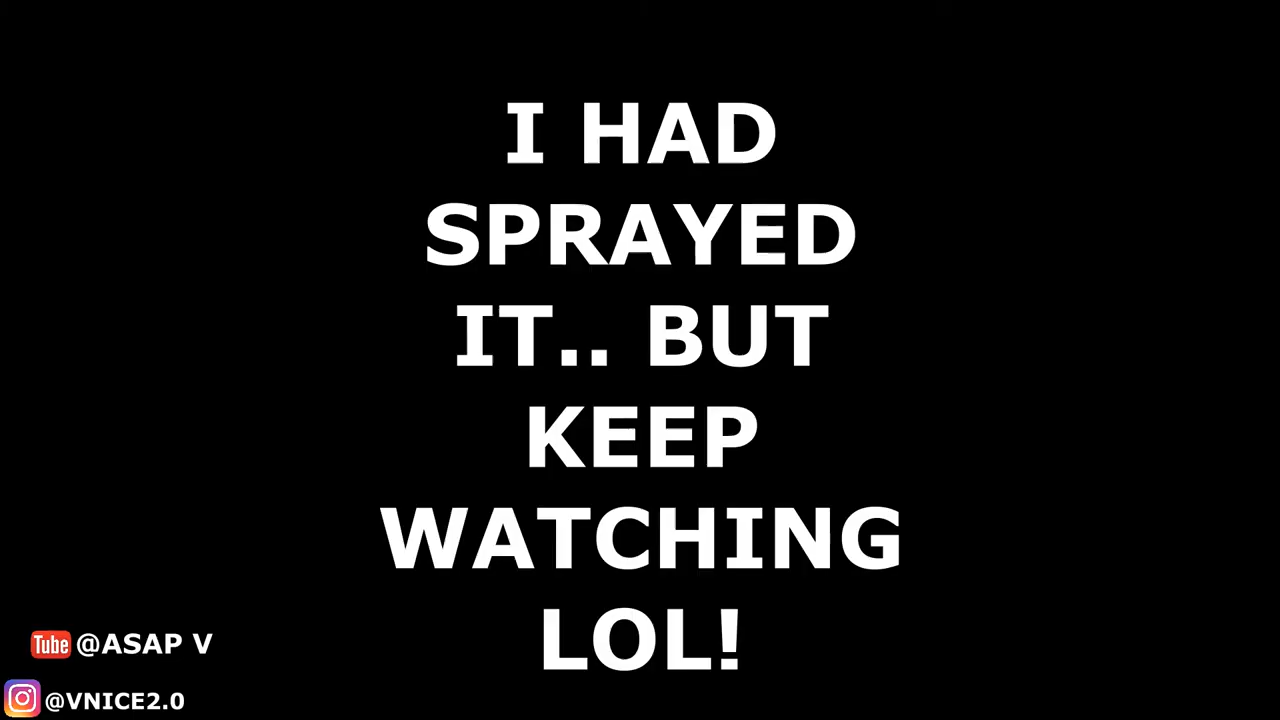 I HAD
SPRAYED
IT.. BUT
KEEP
WATCHING
LOL!
Tube @ASAP V
@VNICE2.0